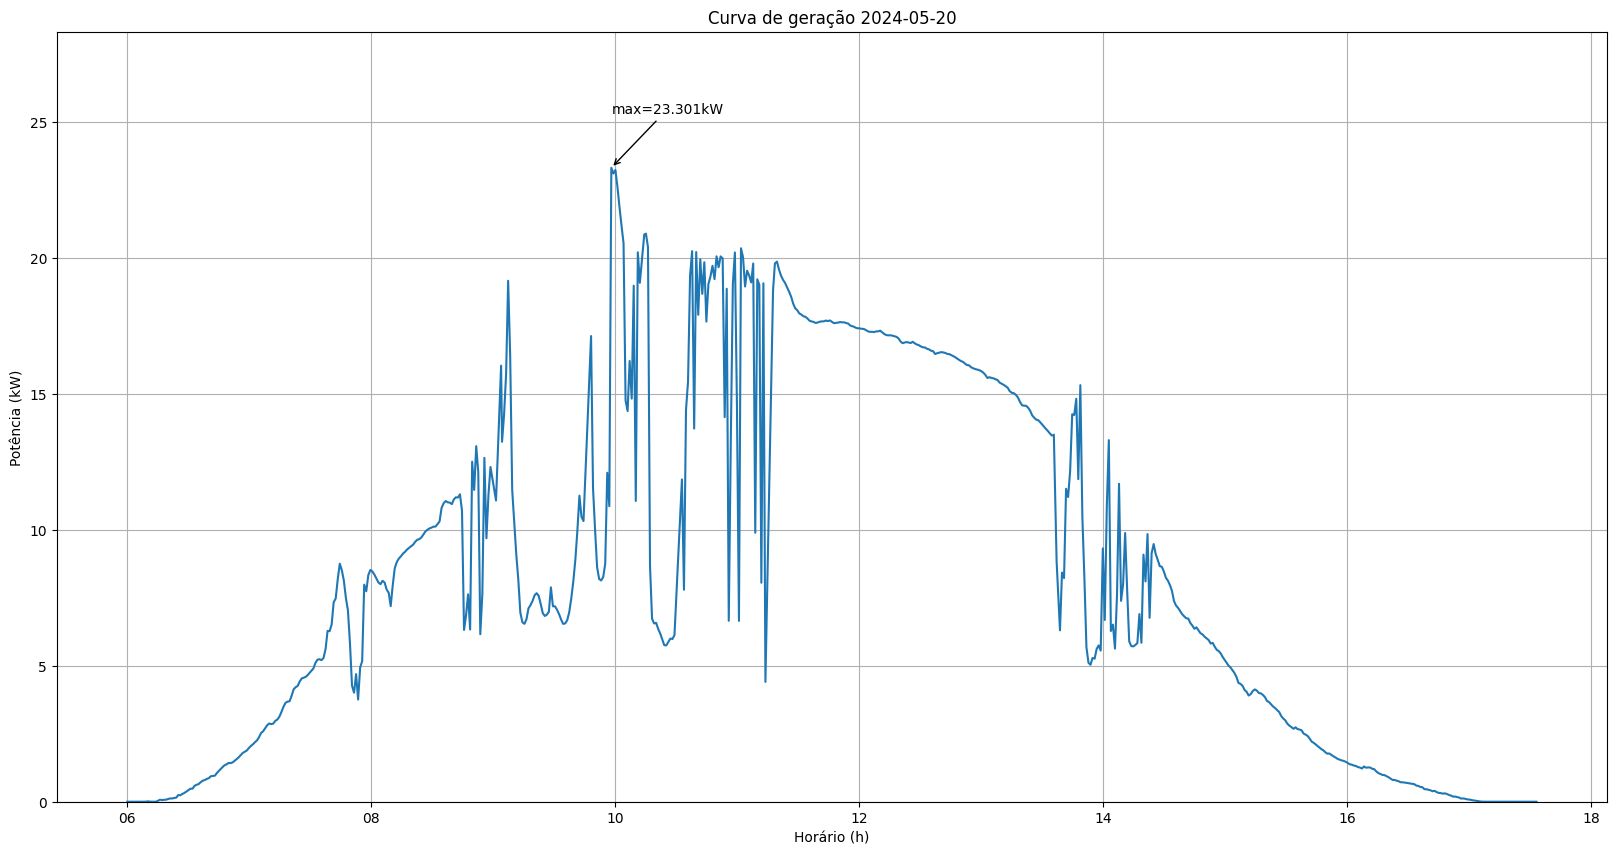 Curva de geração 2024-05-20
max=23.301kW
Potência (kW)
25
20
15
10
5
0
06 08 10 12 14 16 18
Horário (h)